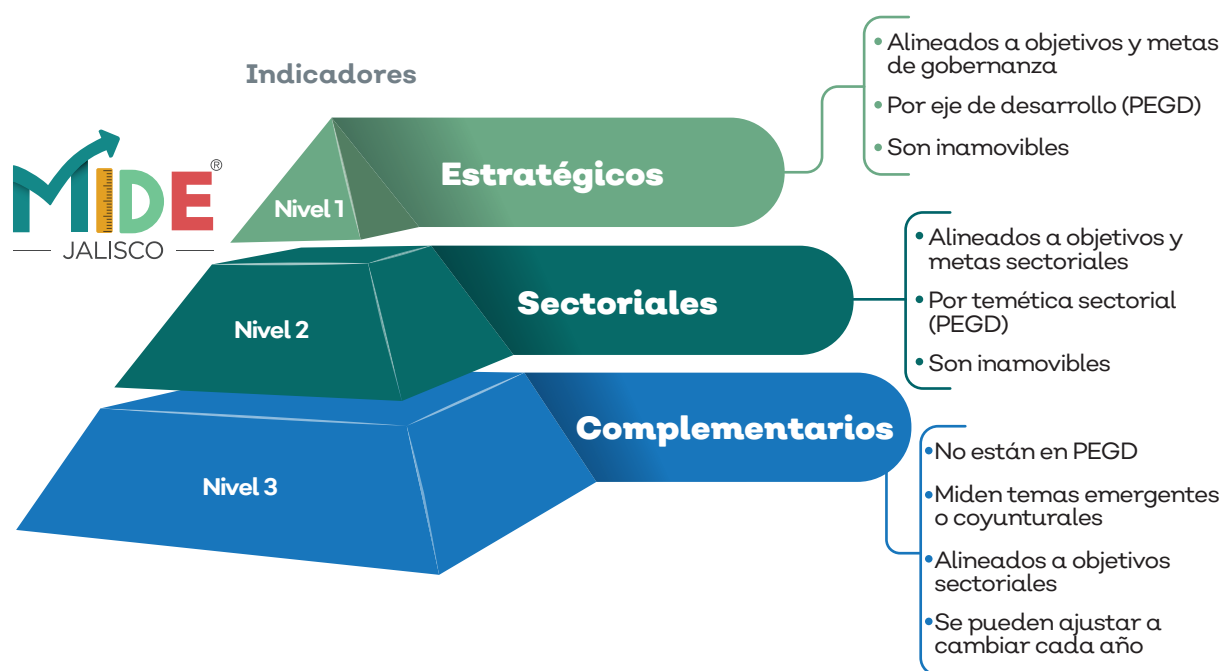 Indicadores
MIDE®
JALISCO
Nivel 1
Estratégicos
• Alineados a objetivos y metas
de gobernanza
• Por eje de desarrollo (PEGD)
• Son inamovibles
Nivel 2
Sectoriales
• Alineados a objetivos y
metas sectoriales
• Por temética sectorial
(PEGD)
• Son inamovibles
Nivel 3
Complementarios
• No están en PEGD
• Miden temas emergentes
o coyunturales
• Alineados a objetivos
sectoriales
• Se pueden ajustar a
cambiar cada año